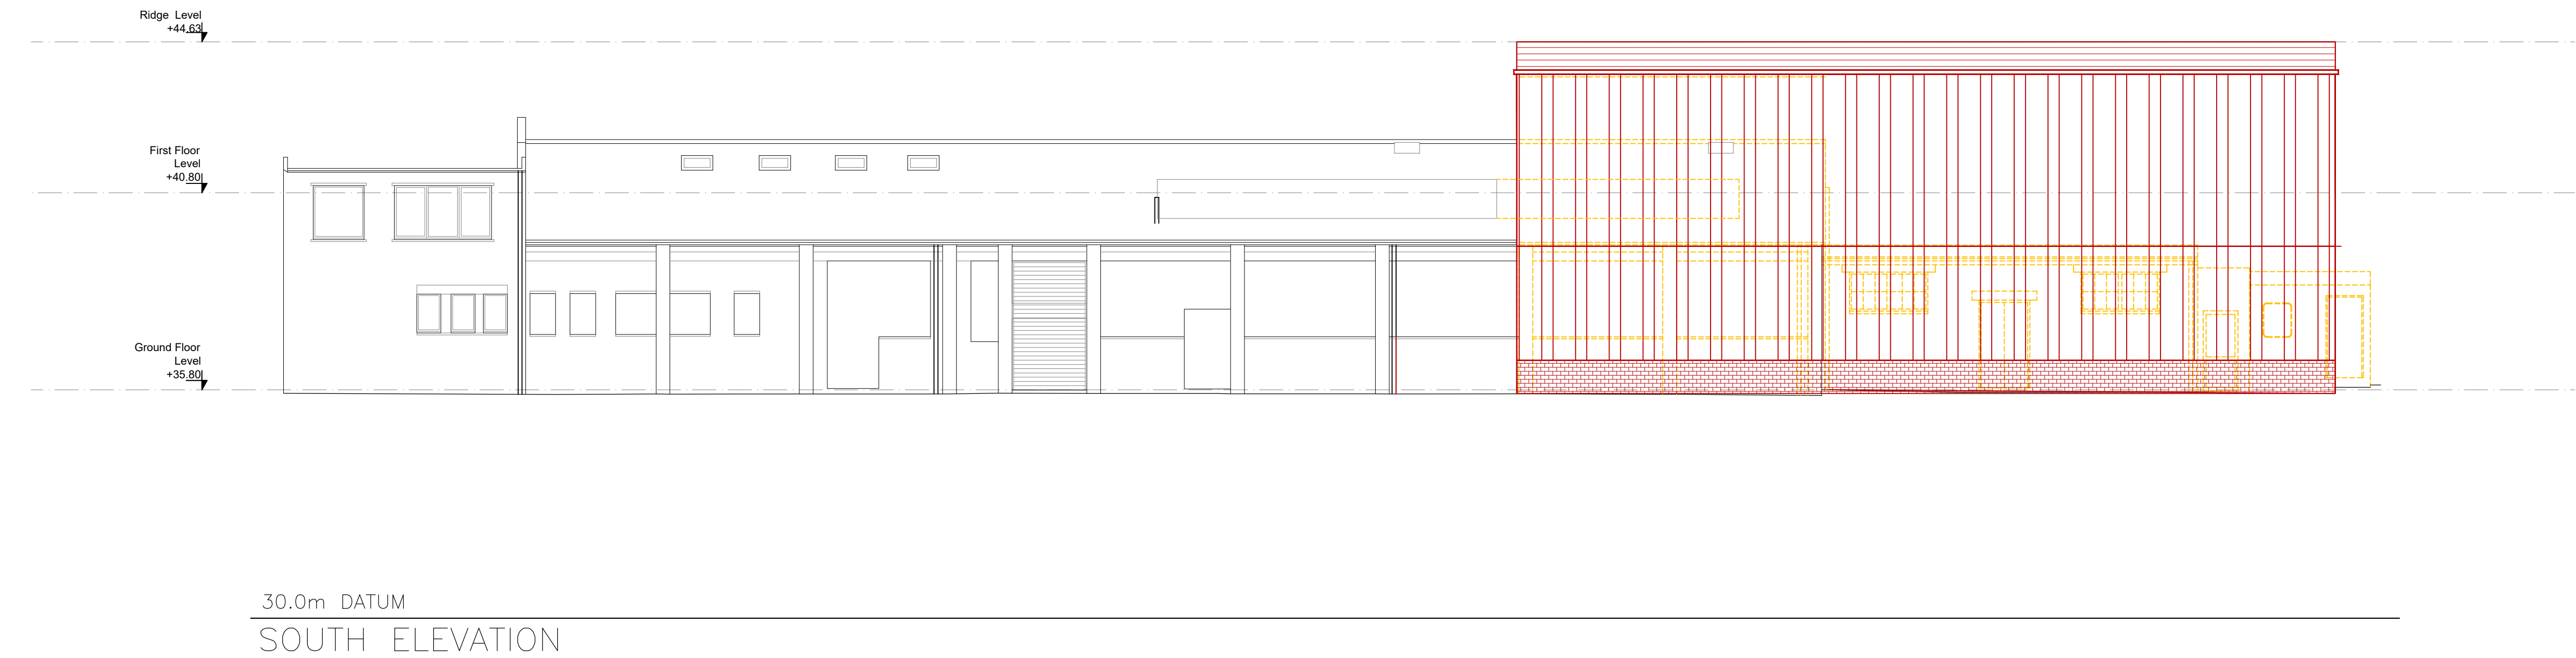 Ridge Level
+44.63
First Floor
Level
+40.80
Ground Floor
Level
+35.80
30.0m DATUM
SOUTH ELEVATION